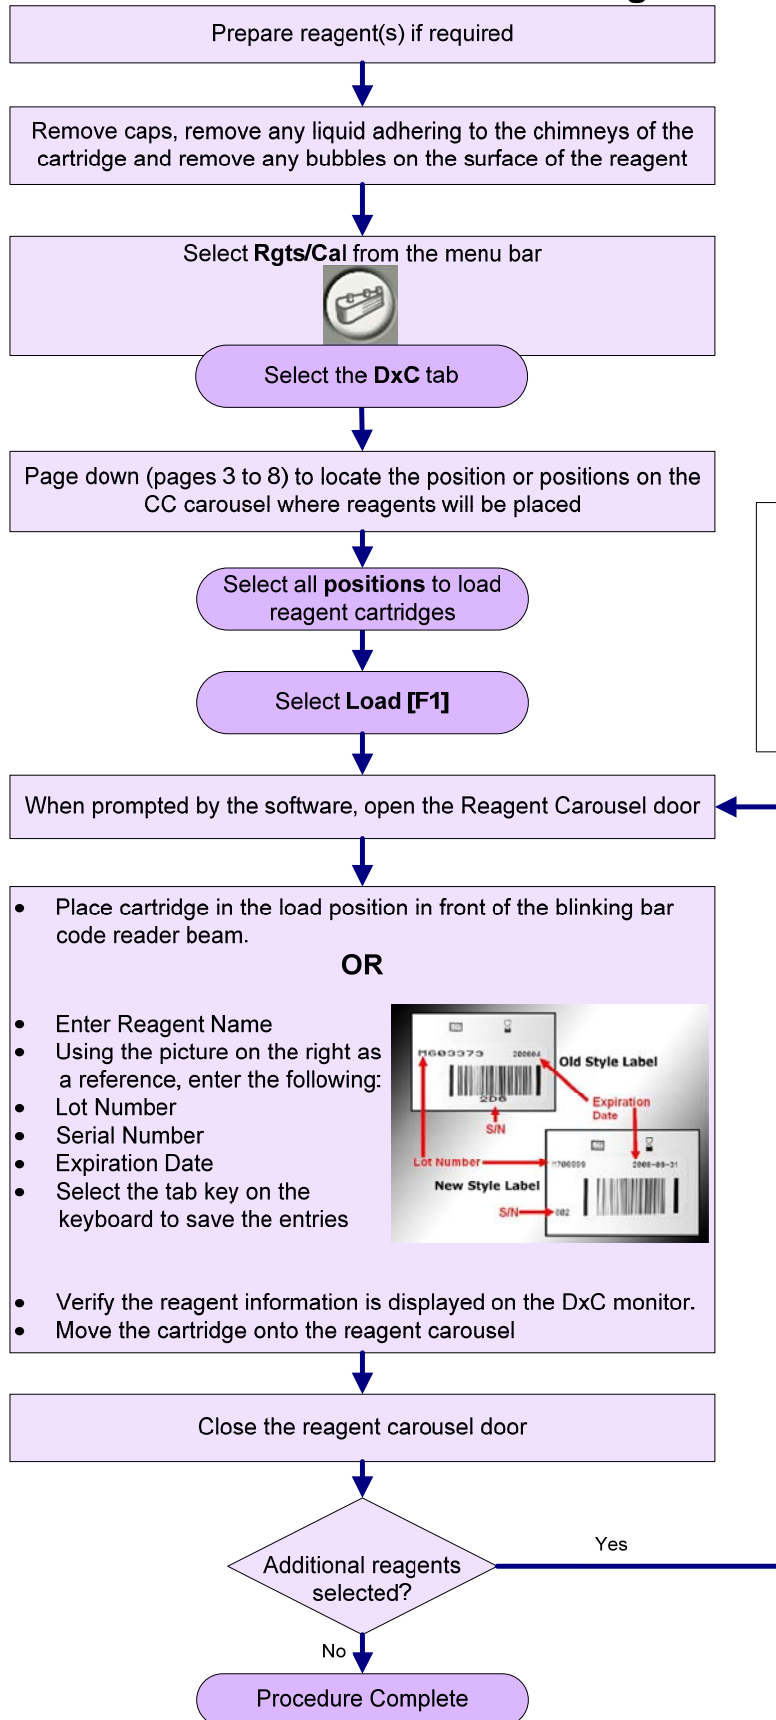 Prepare reagent(s) if required
Remove caps, remove any liquid adhering to the chimneys of the
cartridge and remove any bubbles on the surface of the reagent
Select Rgts/Cal from the menu bar
Select the DxC tab
Page down (pages 3 to 8) to locate the position or positions on the
CC carousel where reagents will be placed
Select all positions to load
reagent cartridges
Select Load [F1]
When prompted by the software, open the Reagent Carousel door
• Place cartridge in the load position in front of the blinking bar
code reader beam.
OR
• Enter Reagent Name
• Using the picture on the right as
a reference, enter the following:
• Lot Number
• Serial Number
• Expiration Date
• Select the tab key on the
keyboard to save the entries
M603373 200604
Old Style Label
2D6
Expiration
Date
S/N
Lot Number
M706999 2008-08-31
New Style Label
S/N
002
• Verify the reagent information is displayed on the DxC monitor.
• Move the cartridge onto the reagent carousel
Close the reagent carousel door
Additional reagents
selected?
Yes
No
Procedure Complete